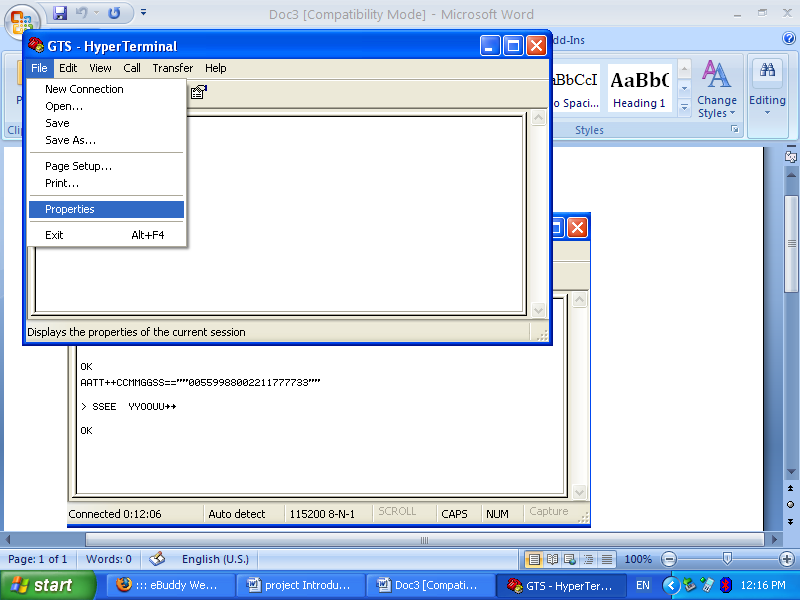 Doc3 [Compatibility Mode] - Microsoft Word
GTS - HyperTerminal
dd-Ins
File Edit View Call Transfer Help
New Connection
Open...
Save
Save As...
Page Setup...
Print...
Properties
Exit Alt+F4
BbCcI AaBbC
o Spaci... Heading 1
Change
Styles
Editing
Styles
Displays the properties of the current session
OK
AATT++CCMMGGSS==""00559988002211777733""
> SSEE YYOOUU++
OK
Connected 0:12:06 Auto detect 115200 8-N-1 SCROLL CAPS NUM Capture
Page: 1 of 1 Words: 0 English (U.S.) 100%
start ::: eBuddy We... project Introdu... Doc3 [Compati... GTS - HyperTer... EN 12:16 PM